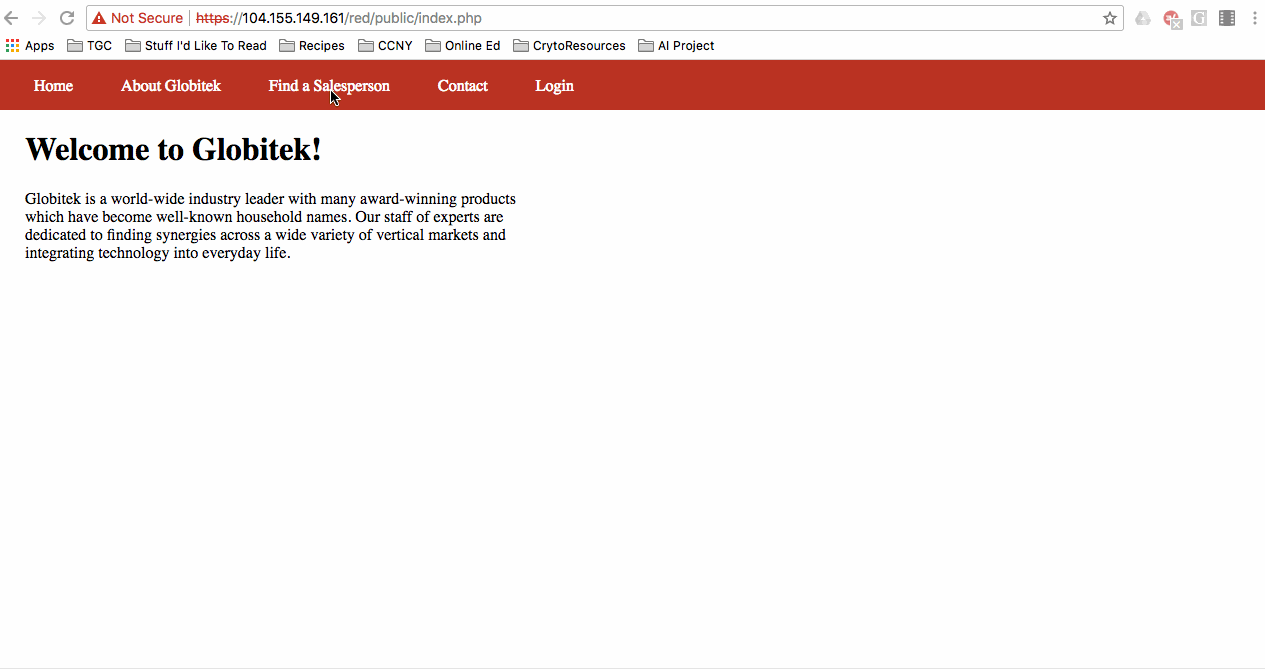 Not Secure | https://104.155.149.161/red/public/index.php
Apps TGC Stuff I'd Like To Read Recipes CCNY Online Ed CrytoResources AI Project
Home About Globitek Find a Salesperson Contact Login
Welcome to Globitek!
Globitek is a world-wide industry leader with many award-winning products
which have become well-known household names. Our staff of experts are
dedicated to finding synergies across a wide variety of vertical markets and
integrating technology into everyday life.